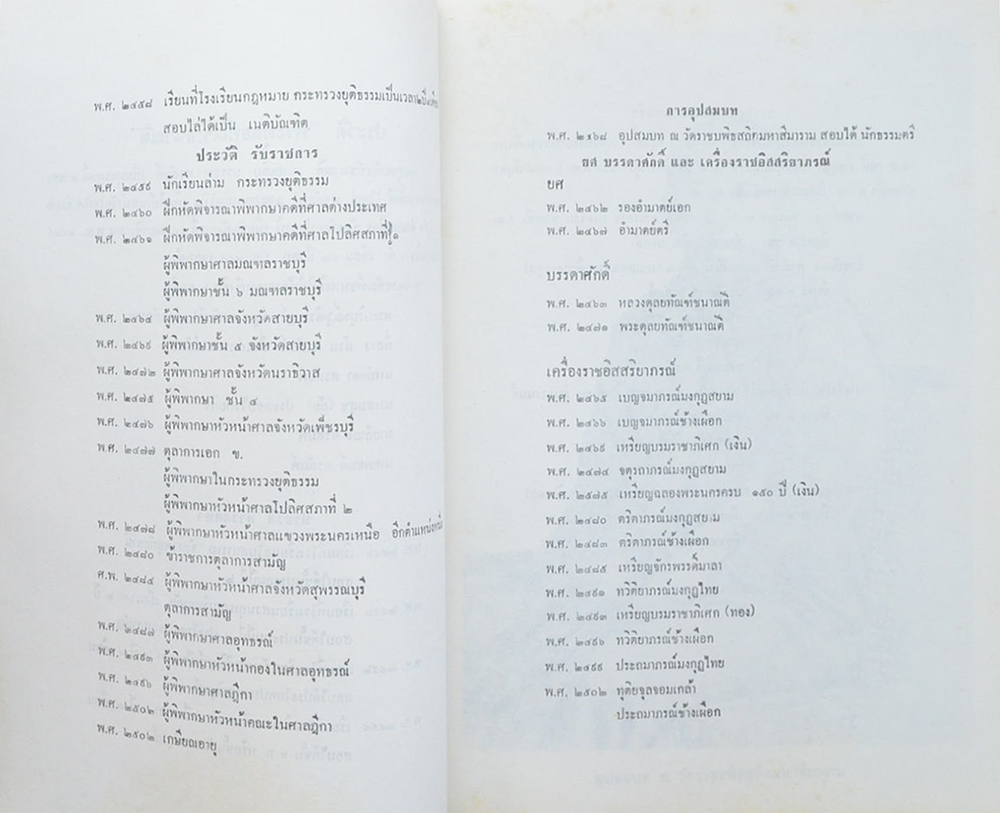 พ.ศ. ๒๔๕๘ เรียนที่โรงเรียนกฎหมาย กระทรวงยุติธรรมเป็นเวลา
สอบไล่ได้เป็น เนติบัณฑิต
ประวัติ รับราชการ
พ.ศ. ๒๔๕๙ นักเรียนล่าม กระทรวงยุติธรรม
พ.ศ. ๒๔๖๐ ฝึกหัดพิจารณาพิพากษาคดีที่ศาลต่างประเทศ
พ.ศ. ๒๔๖๑ ฝึกหัดพิจารณาพิพากษาคดีที่ศาลโปลิศสภาที่ ๑
ผู้พิพากษาศาลมณฑลราชบุรี
ผู้พิพากษาชั้น ๖ มณฑลราชบุรี
พ.ศ. ๒๔๖๔ ผู้พิพากษาศาลจังหวัดสายบุรี
พ.ศ. ๒๔๖๙ ผู้พิพากษาชั้น ๕ จังหวัดสายบุรี
พ.ศ. ๒๔๗๒ ผู้พิพากษาศาลจังหวัดนราธิวาส
พ.ศ. ๒๔๗๕ ผู้พิพากษา ชั้น ๔
พ.ศ. ๒๔๗๖ ผู้พิพากษาหัวหน้าศาลจังหวัดเพ็ชรบุรี
พ.ศ. ๒๔๗๗ ตุลาการเอก ข.
ผู้พิพากษาในกระทรวงยุติธรรม
ผู้พิพากษาหัวหน้าศาลโปลิศสภาที่ ๒
พ.ศ. ๒๔๗๘ ผู้พิพากษาหัวหน้าศาลแขวงพระนครเหนือ อีกตำแหน่งหนึ่ง
พ.ศ. ๒๔๘๐ ข้าราชการตุลาการสามัญ
ศ.พ. ๒๔๘๔ ผู้พิพากษาหัวหน้าศาลจังหวัดสุพรรณบุรี
ตุลาการสามัญ
พ.ศ. ๒๔๘๗ ผู้พิพากษาศาลอุทธรณ์
พ.ศ. ๒๔๙๓ ผู้พิพากษาหัวหน้ากองในศาลอุทธรณ์
พ.ศ. ๒๔๙๖ ผู้พิพากษาศาลฎีกา
พ.ศ. ๒๕๐๒ ผู้พิพากษาหัวหน้าคณะในศาลฎีกา
พ.ศ. ๒๕๐๒ เกษียณอายุ
การอุปสมบท
พ.ศ. ๒๔๖๘ อุปสมบท ณ วัดราชบพิธสถิตมหาสีมาราม สอบได้ นักธรรมตรี
ยศ บรรดาศักดิ์ และ เครื่องราชอิสสริยาภรณ์
ยศ
พ.ศ. ๒๔๖๒ รองอำมาตย์เอก
พ.ศ. ๒๔๖๗ อำมาตย์ตรี
บรรดาศักดิ์
พ.ศ. ๒๔๖๓ หลวงดุลยทัณฑ์ชนาณัติ
พ.ศ. ๒๔๗๑ พระดุลยทัณฑ์ชนาณัติ
เครื่องราชอิสสริยาภรณ์
พ.ศ. ๒๔๖๕ เบญจมาภรณ์มงกุฎสยาม
พ.ศ. ๒๔๖๖ เบญจมาภรณ์ช้างเผือก
พ.ศ. ๒๔๖๙ เหรียญบรมราชาภิเศก (เงิน)
พ.ศ. ๒๔๗๔ จตุรถาภรณ์มงกุฎสยาม
พ.ศ. ๒๕๗๕ เหรียญฉลองพระนครครบ ๑๕๐ ปี (เงิน)
พ.ศ. ๒๔๘๐ ตริตาภรณ์มงกุฎสยาม
พ.ศ. ๒๔๘๓ ตริตาภรณ์ช้างเผือก
พ.ศ. ๒๔๘๕ เหรียญจักรพรรดิ์มาลา
พ.ศ. ๒๔๙๑ ทวิติยาภรณ์มงกุฎไทย
พ.ศ. ๒๔๙๓ เหรียญบรมราชาภิเศก (ทอง)
พ.ศ. ๒๔๙๖ ทวิติยาภรณ์ช้างเผือก
พ.ศ. ๒๔๙๙ ประถมาภรณ์มงกุฎไทย
พ.ศ. ๒๕๐๒ ทุติยจุลจอมเกล้า
ประถมาภรณ์ช้างเผือก